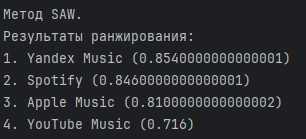 Метод SAW.
Результаты ранжирования:
1. Yandex Music (0.8540000000000001)
2. Spotify (0.8460000000000001)
3. Apple Music (0.8100000000000002)
4. YouTube Music (0.716)